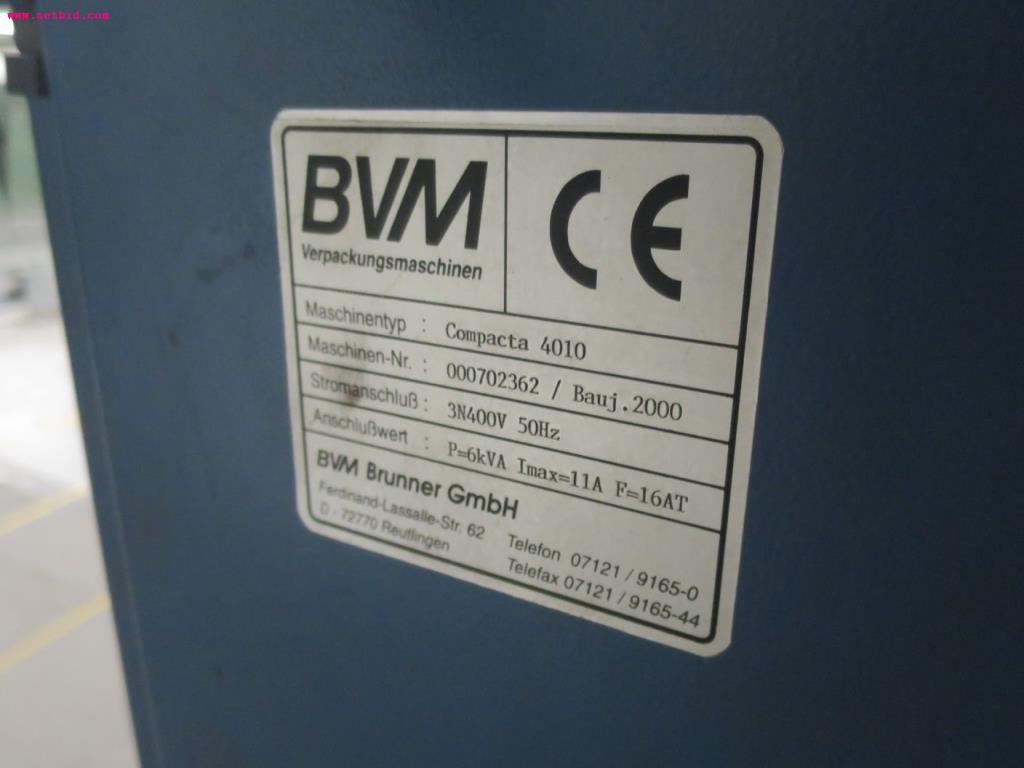 www.netbid.com
BVM
Verpackungsmaschinen
CE
Maschinentyp : Compacta 4010
Maschinen-Nr. : 000702362 / Bauj.2000
Stromanschluß : 3N400V 50Hz
Anschlußwert : P=6kVA Imax=11A F=16AT
BVM Brunner GmbH
Ferdinand-Lassalle-Str. 62
D - 72770 Reutlingen
Telefon 07121 / 9165-0
Telefax 07121 / 9165-44